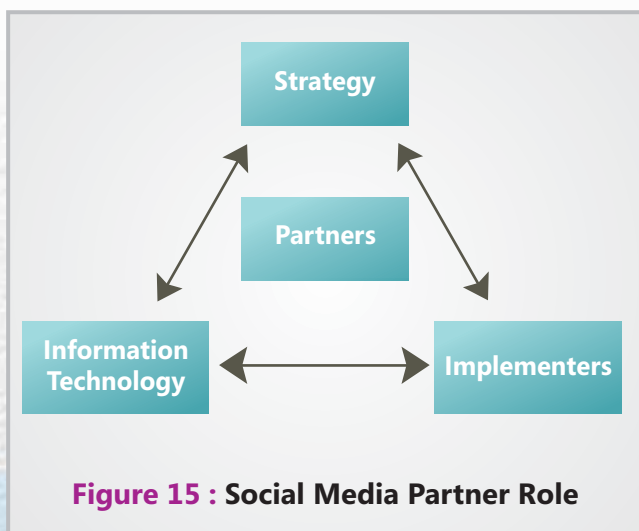 Strategy
Partners
Information
Technology
Implementers
Figure 15 : Social Media Partner Role